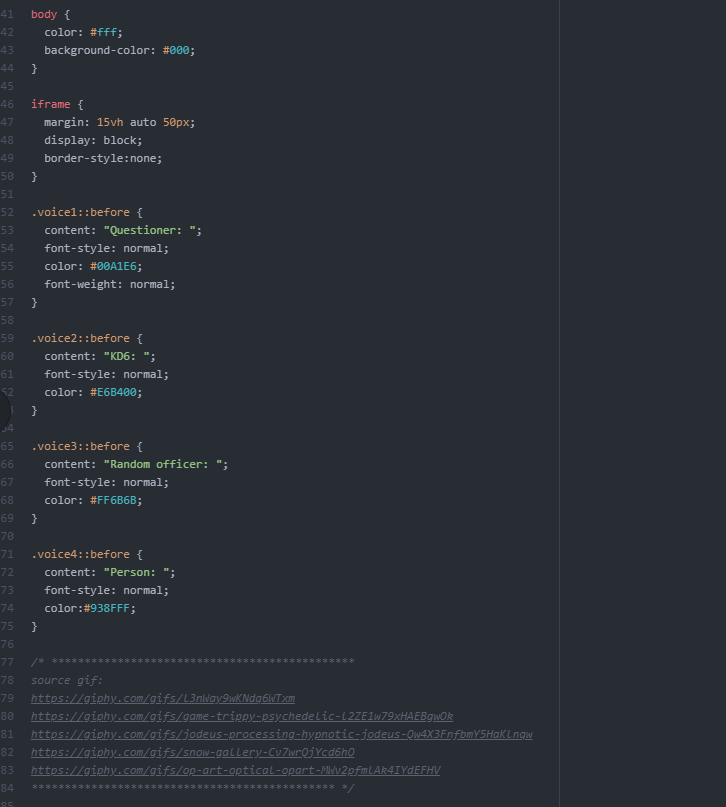 41 body {
42 color: #fff;
43 background-color: #000;
44 }
45
46 iframe {
47 margin: 15vh auto 50px;
48 display: block;
49 border-style:none;
50 }
51
52 .voice1::before {
53 content: "Questioner: ";
54 font-style: normal;
55 color: #00A1E6;
56 font-weight: normal;
57 }
58
59 .voice2::before {
60 content: "KD6: ";
61 font-style: normal;
62 color: #E6B400;
}
64
65 .voice3::before {
66 content: "Random officer: ";
67 font-style: normal;
68 color: #FF6B6B;
69 }
70
71 .voice4::before {
72 content: "Person: ";
73 font-style: normal;
74 color:#938FFF;
75 }
76
77 /* **********************************************
78 source gif:
79 https://giphy.com/gifs/l3nWay9wKNdq6WTxm
80 https://giphy.com/gifs/game-trippy-psychedelic-l2ZE1w79xHAEBgwOk
81 https://giphy.com/gifs/jodeus-processing-hypnotic-jodeus-Qw4X3FnfbmY5HaKlnqw
82 https://giphy.com/gifs/snow-gallery-Cv7wrQjYcd6hO
83 https://giphy.com/gifs/op-art-optical-opart-MWv2pfmlAk4IYdEFHV
84 ********************************************** */
85